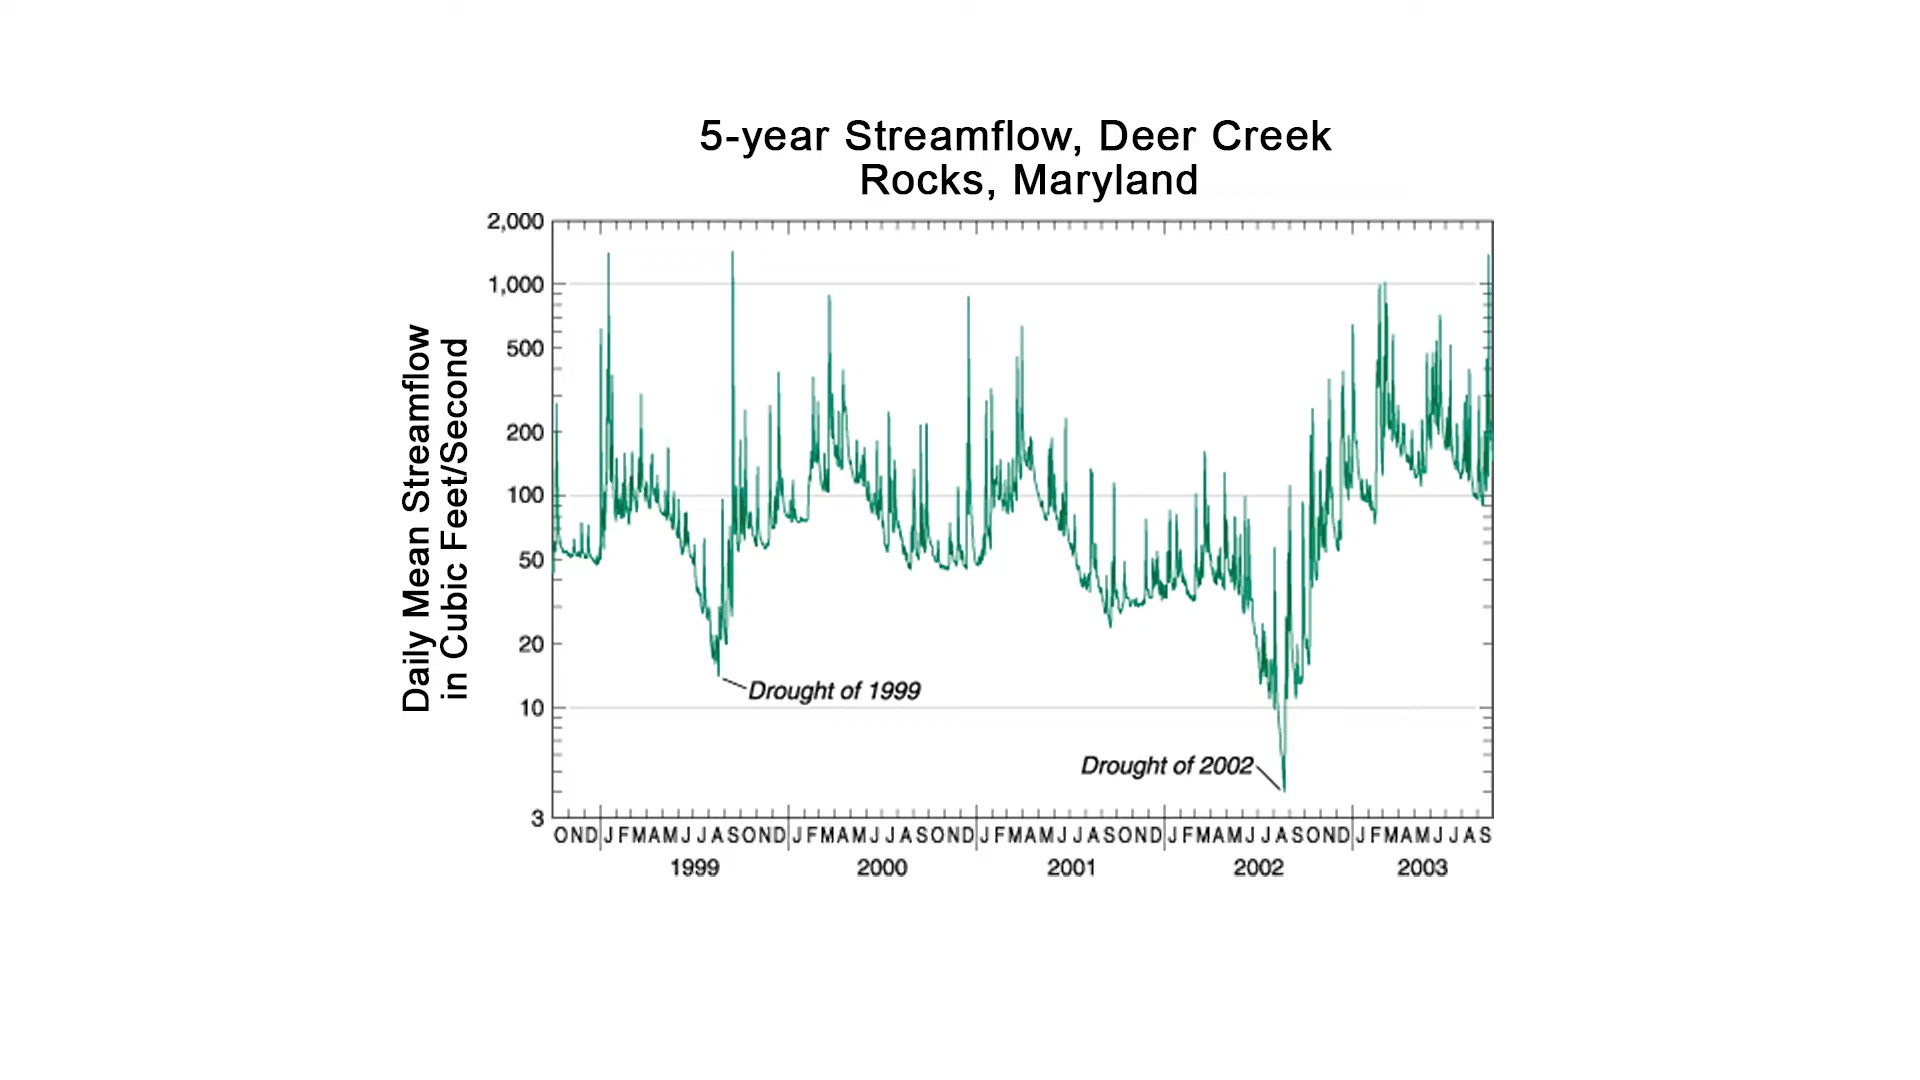 5-year Streamflow, Deer Creek
Rocks, Maryland
Daily Mean Streamflow
in Cubic Feet/Second
2,000
1,000
500
200
100
50
20
10
3
Drought of 1999
Drought of 2002
O N D J F M A M J J A S O N D J F M A M J J A S O N D J F M A M J J A S O N D J F M A M J J A S O N D J F M A M J J A S
1999 2000 2001 2002 2003